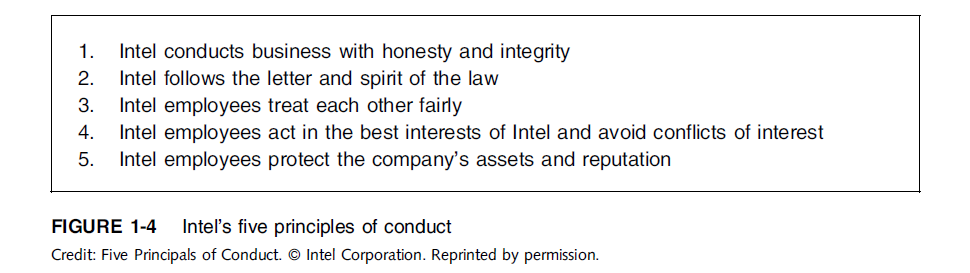 1. Intel conducts business with honesty and integrity
2. Intel follows the letter and spirit of the law
3. Intel employees treat each other fairly
4. Intel employees act in the best interests of Intel and avoid conflicts of interest
5. Intel employees protect the company's assets and reputation
FIGURE 1-4 Intel's five principles of conduct
Credit: Five Principals of Conduct. © Intel Corporation. Reprinted by permission.